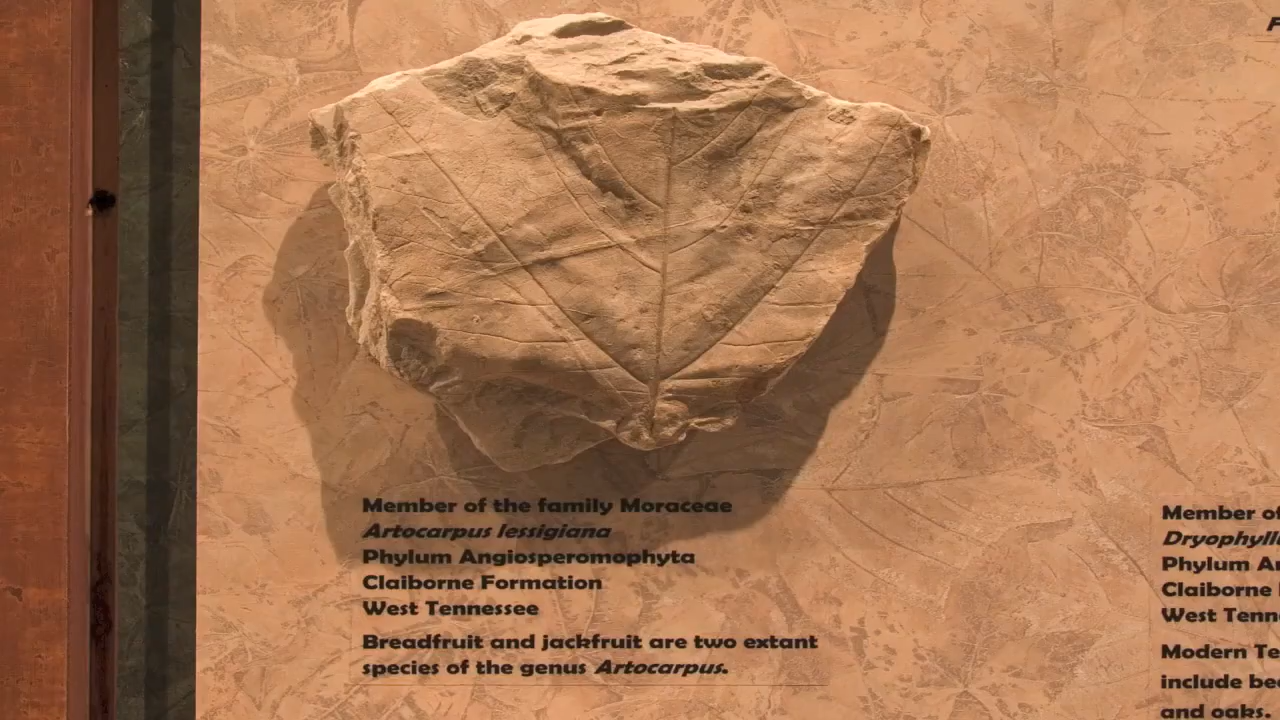 Member of the family Moraceae
Artocarpus lessigiana
Phylum Angiosperomophyta
Claiborne Formation
West Tennessee
Breadfruit and jackfruit are two extant
species of the genus Artocarpus.
Member of
Phylum
Claiborne
West
Modern
include
and oaks.